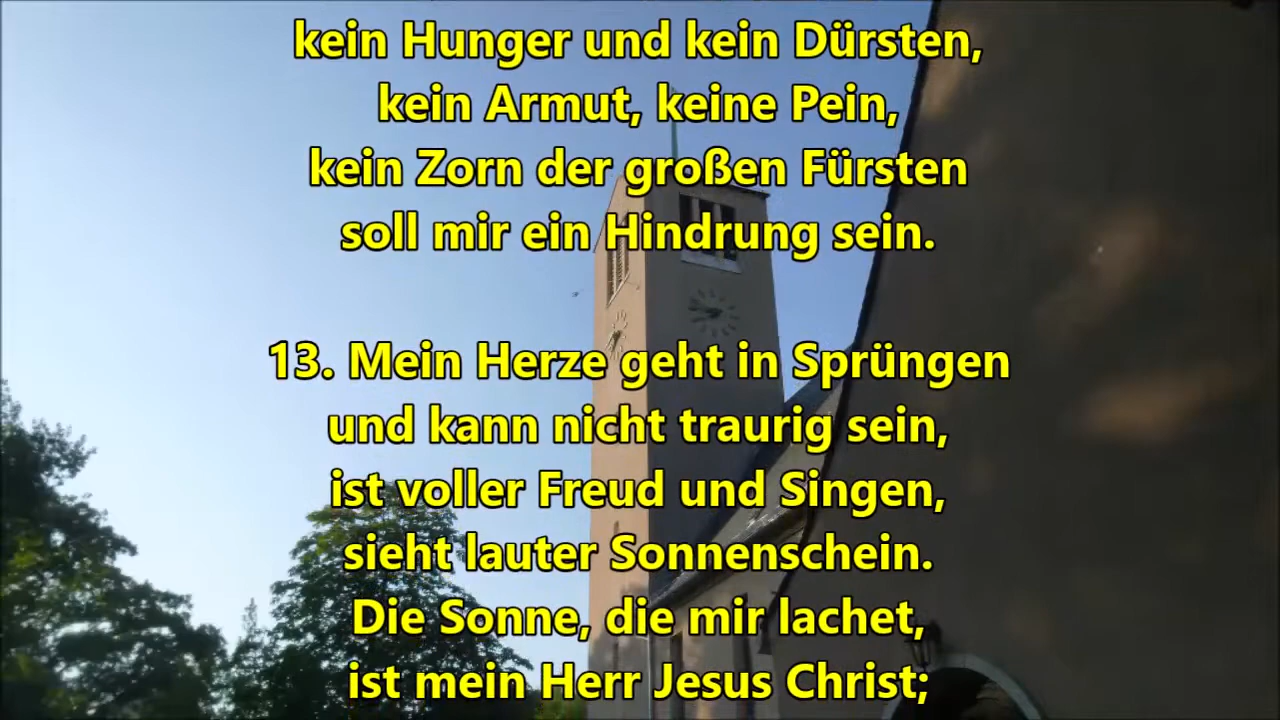 kein Hunger und kein Dürsten,
kein Armut, keine Pein,
kein Zorn der großen Fürsten
soll mir ein Hindrung sein.
13. Mein Herze geht in Sprüngen
und kann nicht traurig sein,
ist voller Freud und Singen,
sieht lauter Sonnenschein.
Die Sonne, die mir lachet,
ist mein Herr Jesus Christ;